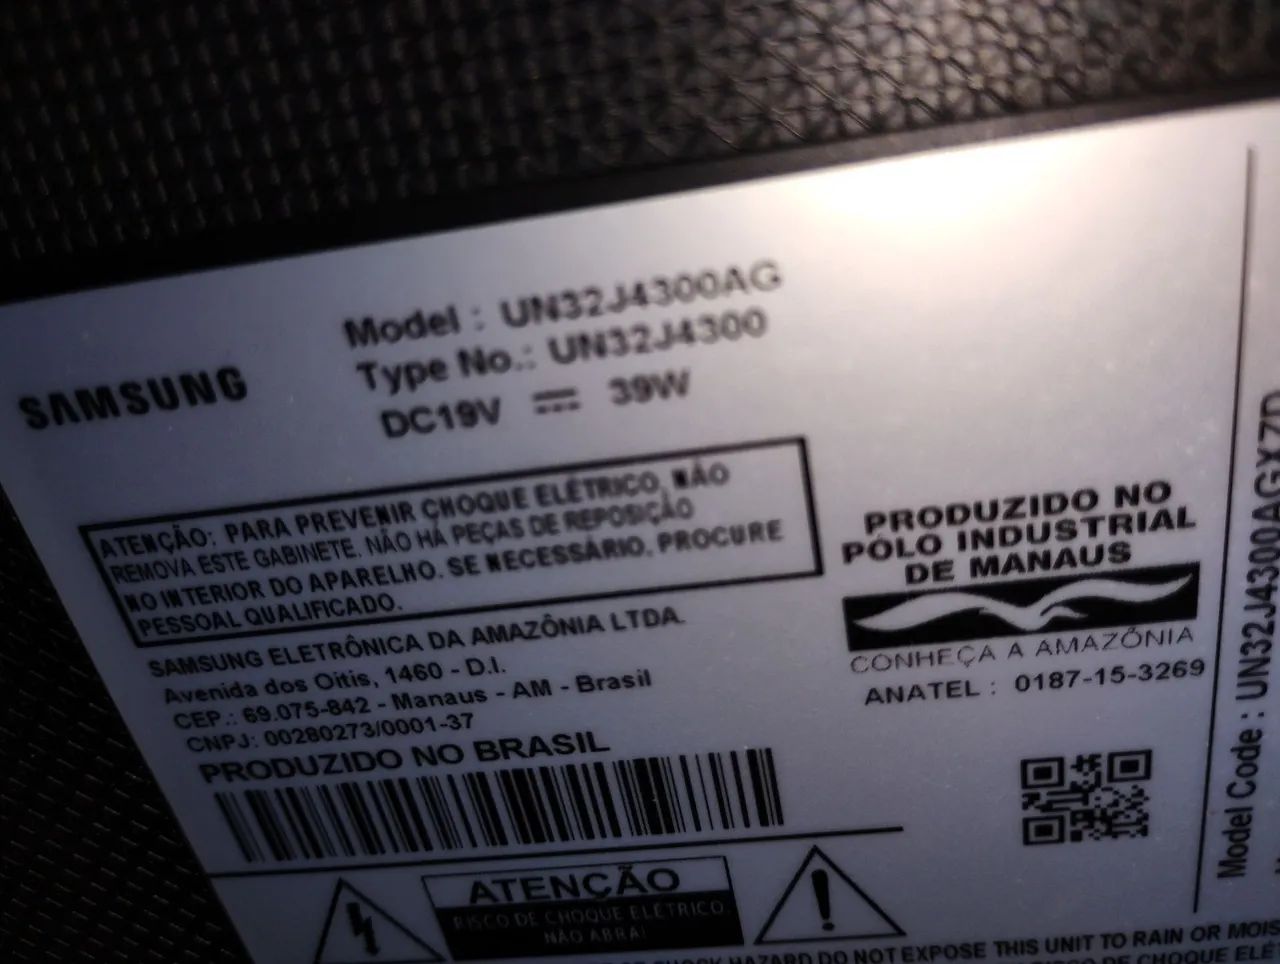 SAMSUNG
Model : UN32J4300AG
Type No.: UN32J4300
DC19V 39W
ATENÇÃO: PARA PREVENIR CHOQUE ELÉTRICO, NÃO
REMOVA ESTE GABINETE. NÃO HÁ PEÇAS DE REPOSIÇÃO
NO INTERIOR DO APARELHO. SE NECESSÁRIO, PROCURE
PESSOAL QUALIFICADO.
SAMSUNG ELETRÔNICA DA AMAZÔNIA LTDA.
Avenida dos Oitis, 1460 - D.I.
CEP.: 69.075-842 - Manaus - AM - Brasil
CNPJ: 00280273/0001-37
PRODUZIDO NO BRASIL
PRODUZIDO NO
PÓLO INDUSTRIAL
DE MANAUS
CONHEÇA A AMAZÔNIA
ANATEL : 0187-15-3269
ATENÇÃO
RISCO DE CHOQUE ELÉTRICO.
NÃO ABRA!
SHOCK HAZARD DO NOT EXPOSE THIS UNIT TO RAIN OR MOIS
Model Code : UN32J4300AGXZD